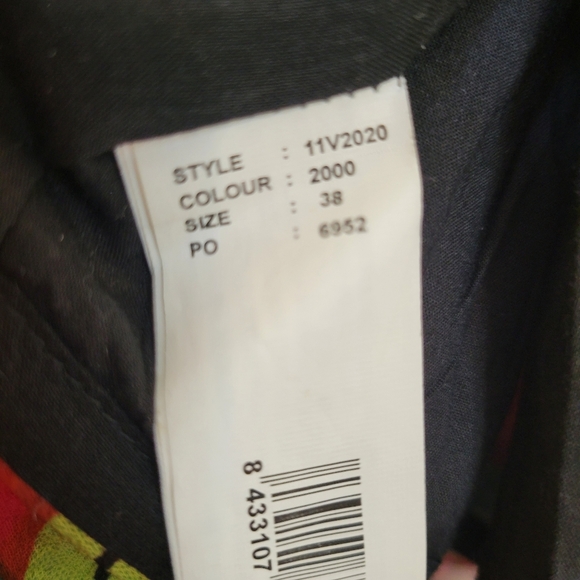 STYLE : 11V2020
COLOUR : 2000
SIZE : 38
PO : 6952
8 433107